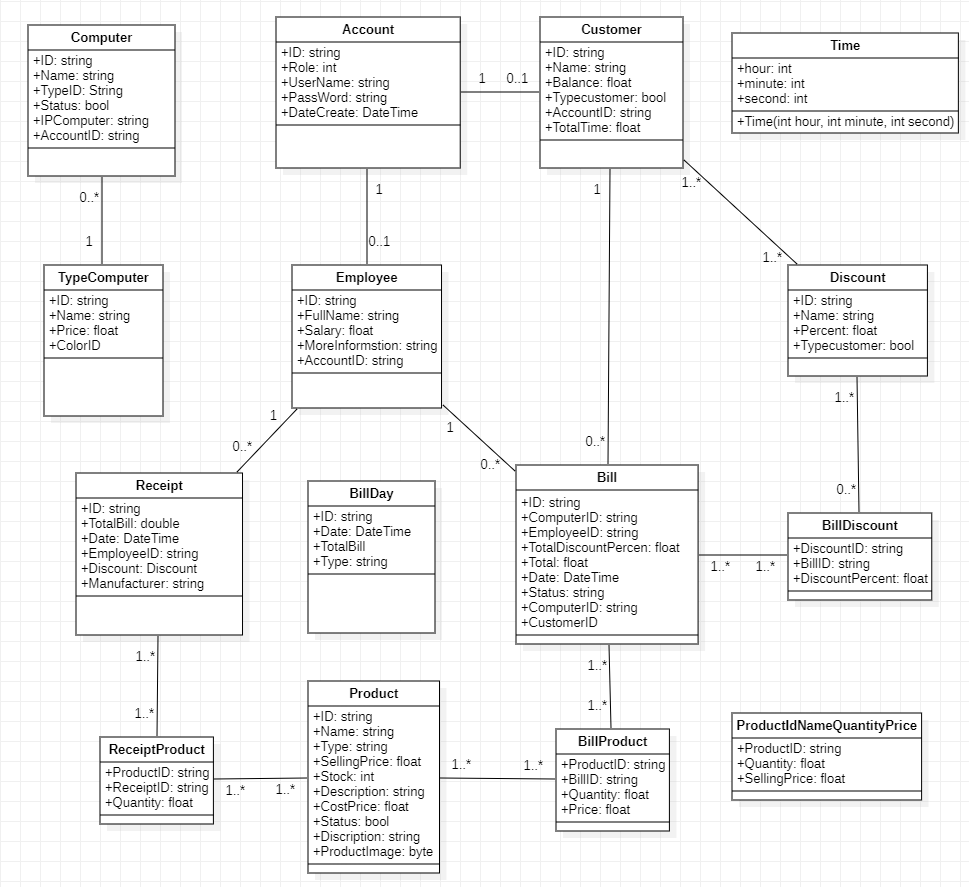 Computer
+ID: string
+Name: string
+TypeID: String
+Status: bool
+IPComputer: string
+AccountID: string
Account
+ID: string
+Role: int
+UserName: string
+PassWord: string
+DateCreate: DateTime
1
0..1
Customer
+ID: string
+Name: string
+Balance: float
+Typecustomer: bool
+AccountID: string
+TotalTime: float
Time
+hour: int
+minute: int
+second: int
+Time(int hour, int minute, int second)
0..*
1
1
0..1
1
0..*
1..*
1..*
TypeComputer
+ID: string
+Name: string
+Price: float
+ColorID
Employee
+ID: string
+FullName: string
+Salary: float
+MoreInformstion: string
+AccountID: string
Discount
+ID: string
+Name: string
+Percent: float
+Typecustomer: bool
1
0..*
1
0..*
1..*
0..*
Receipt
+ID: string
+TotalBill: double
+Date: DateTime
+EmployeeID: string
+Discount: Discount
+Manufacturer: string
BillDay
+ID: string
+Date: DateTime
+TotalBill
+Type: string
Bill
+ID: string
+ComputerID: string
+EmployeeID: string
+TotalDiscountPercen: float
+Total: float
+Date: DateTime
+Status: string
+ComputerID: string
+CustomerID
1..*
1..*
BillDiscount
+DiscountID: string
+BillID: string
+DiscountPercent: float
1..*
1..*
1..*
1..*
ReceiptProduct
+ProductID: string
+ReceiptID: string
+Quantity: float
1..*
1..*
Product
+ID: string
+Name: string
+Type: string
+SellingPrice: float
+Stock: int
+Description: string
+CostPrice: float
+Status: bool
+Discription: string
+ProductImage: byte
1..*
1..*
BillProduct
+ProductID: string
+BillID: string
+Quantity: float
+Price: float
ProductIdNameQuantityPrice
+ProductID: string
+Quantity: float
+SellingPrice: float